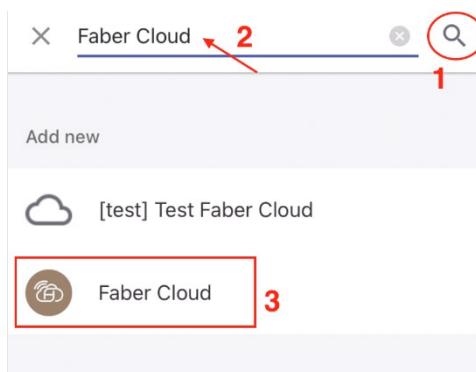 Faber Cloud 2
1
Add new
[test] Test Faber Cloud
Faber Cloud 3